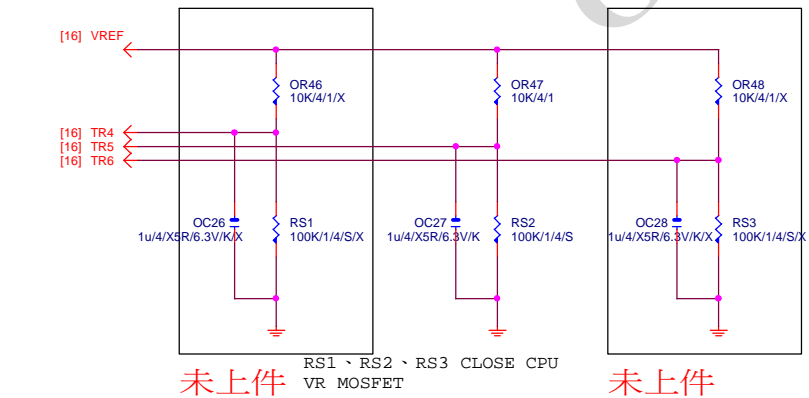 [16] VREF
OR46
10K/4/1/X
OR47
10K/4/1
OR48
10K/4/1/X
[16] TR4
[16] TR5
[16] TR6
OC26
1u/4/X5R/6.3V/K/X
RS1
100K/1/4/S/X
OC27
1u/4/X5R/6.3V/K
RS2
100K/1/4/S
OC28
1u/4/X5R/6.3V/K/X
RS3
100K/1/4/S/X
RS1、RS2、RS3 CLOSE CPU
VR MOSFET
未上件
未上件